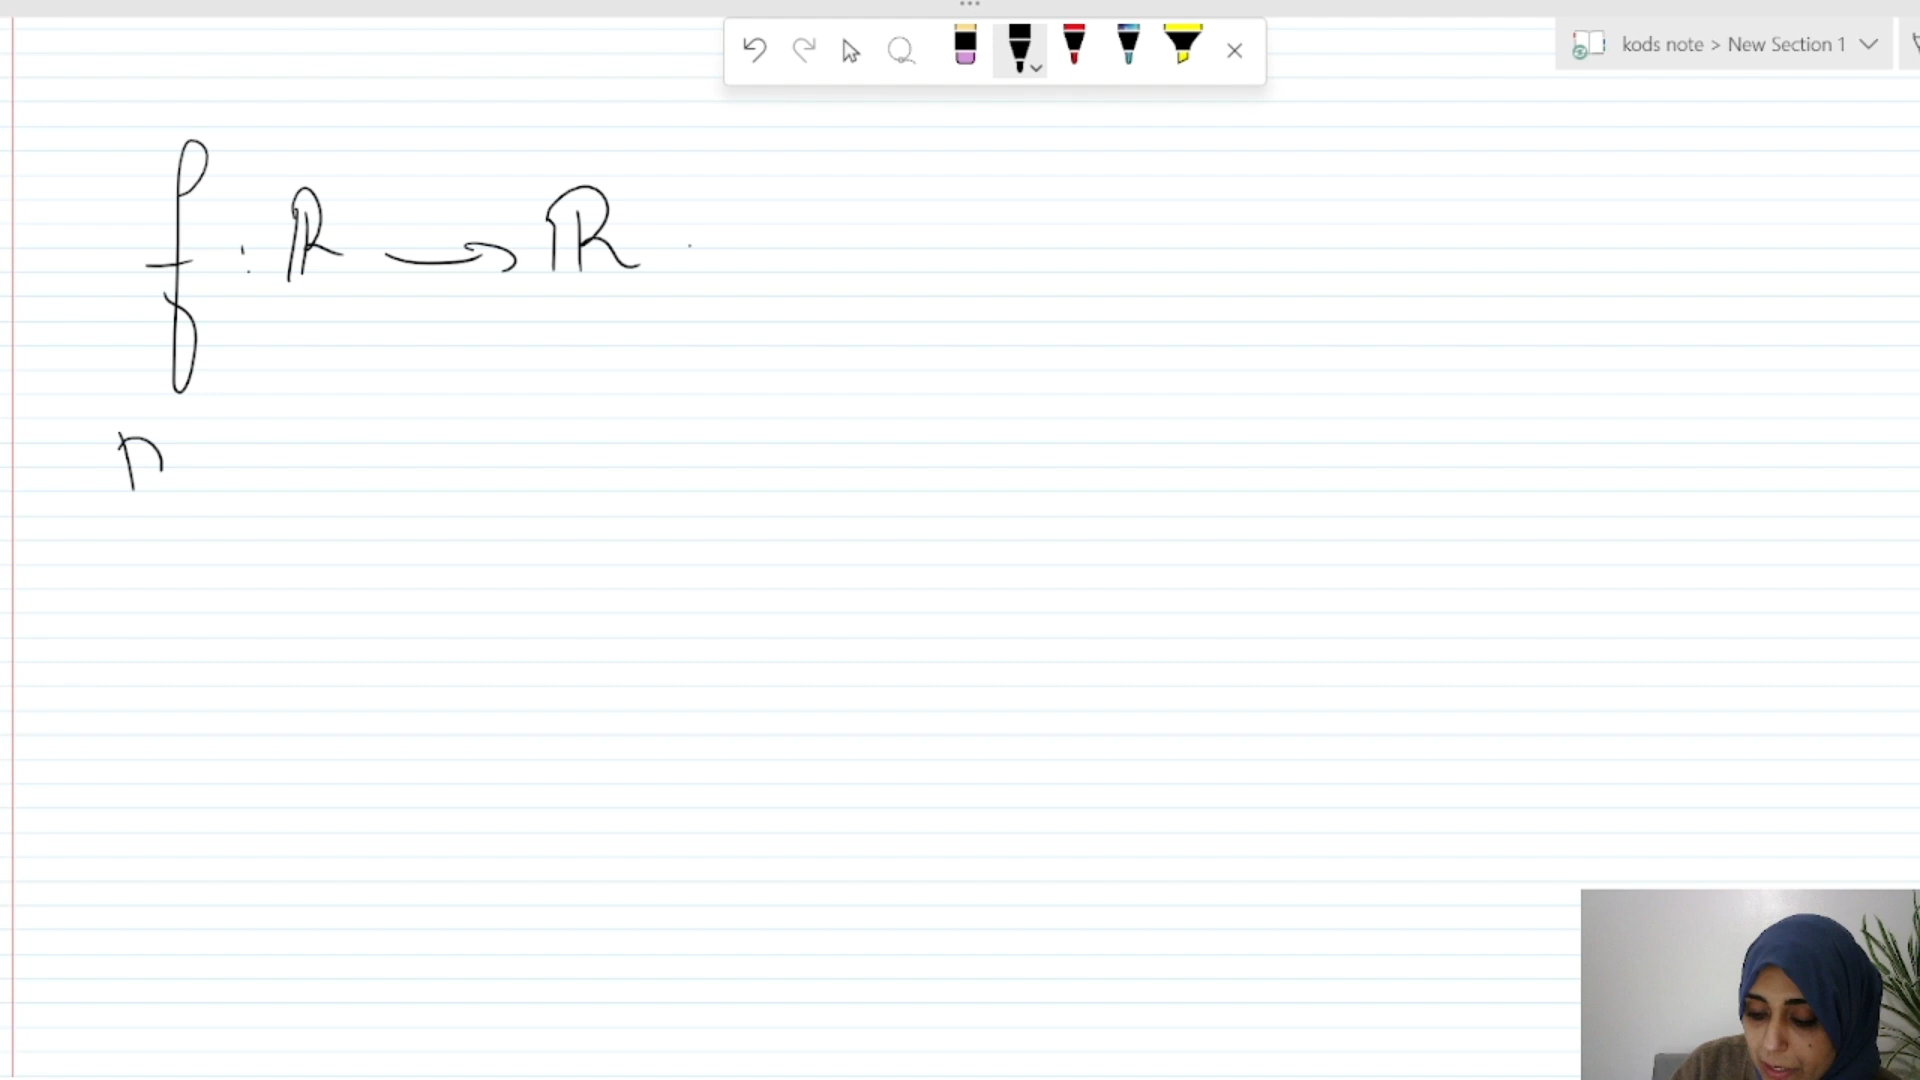 kods note > New Section 1
f : ℝ → ℝ